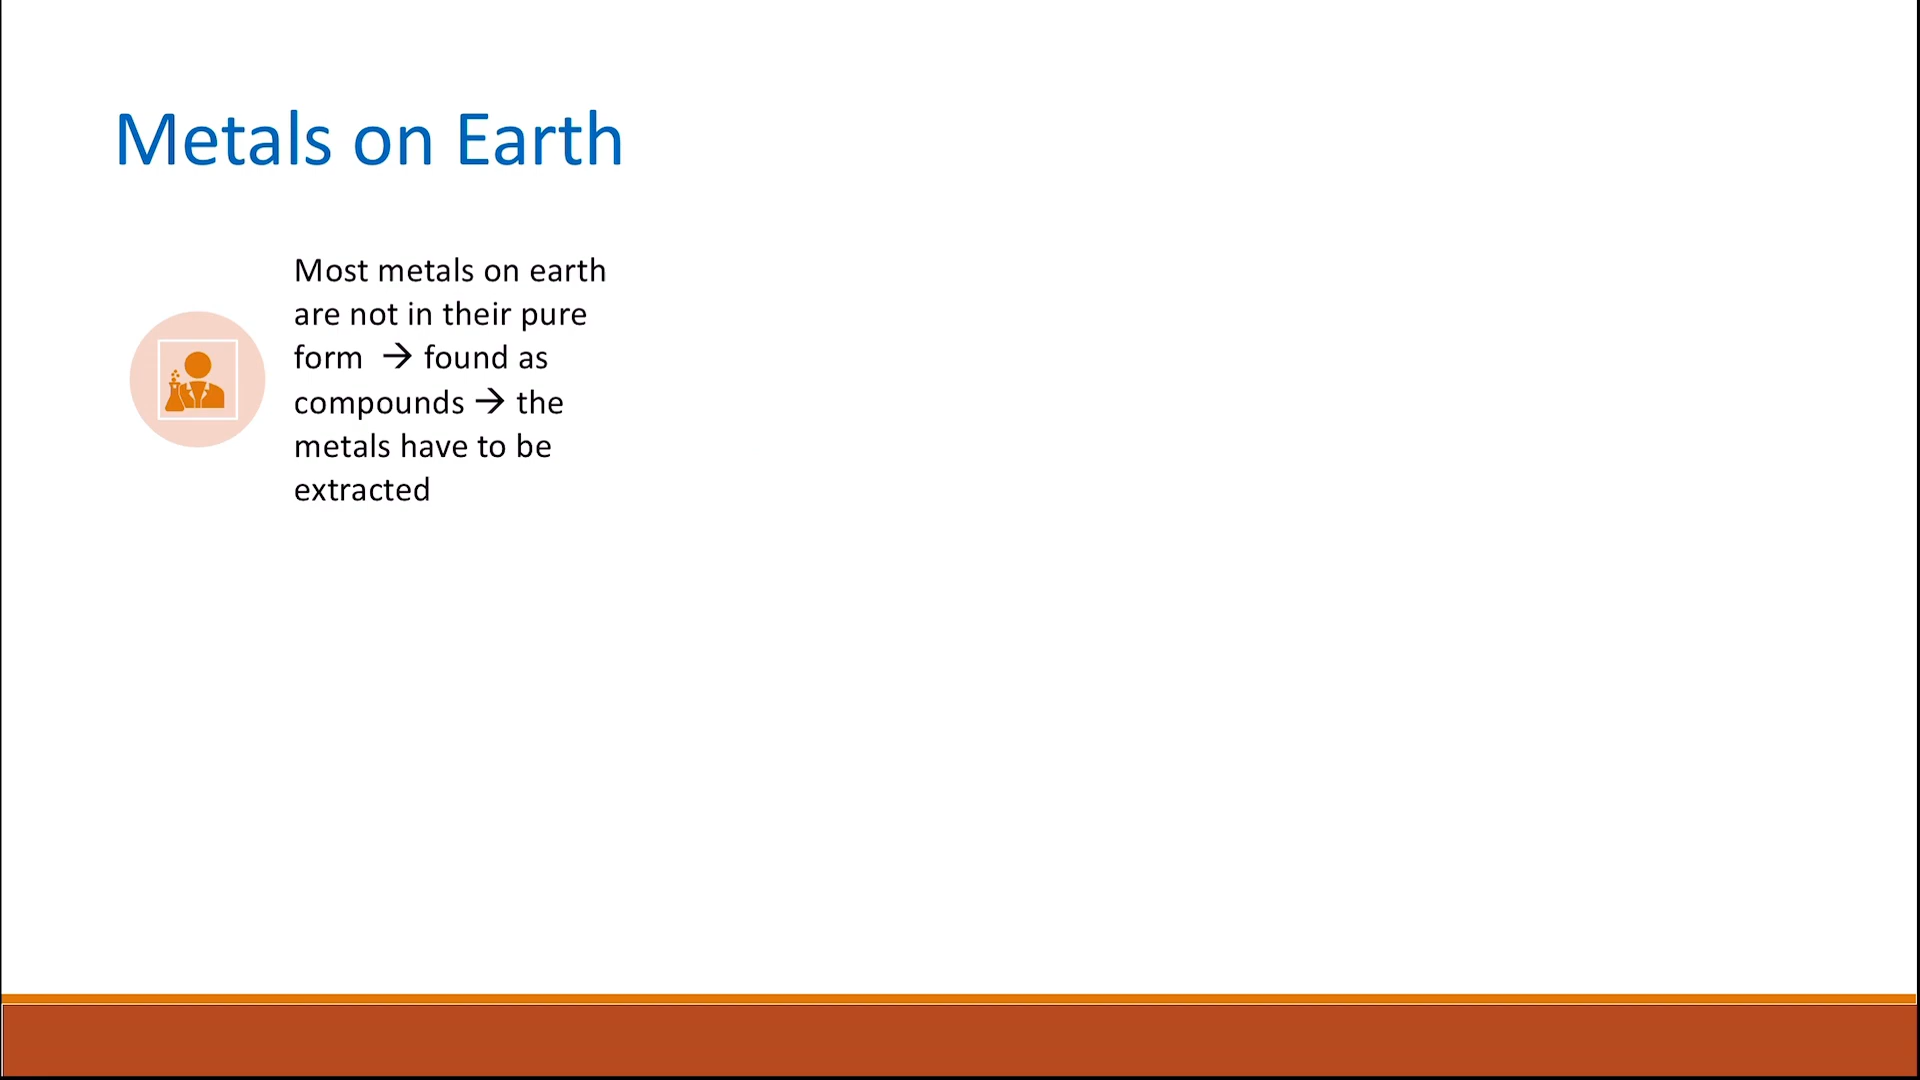 Metals on Earth
Most metals on earth
are not in their pure
form → found as
compounds → the
metals have to be
extracted